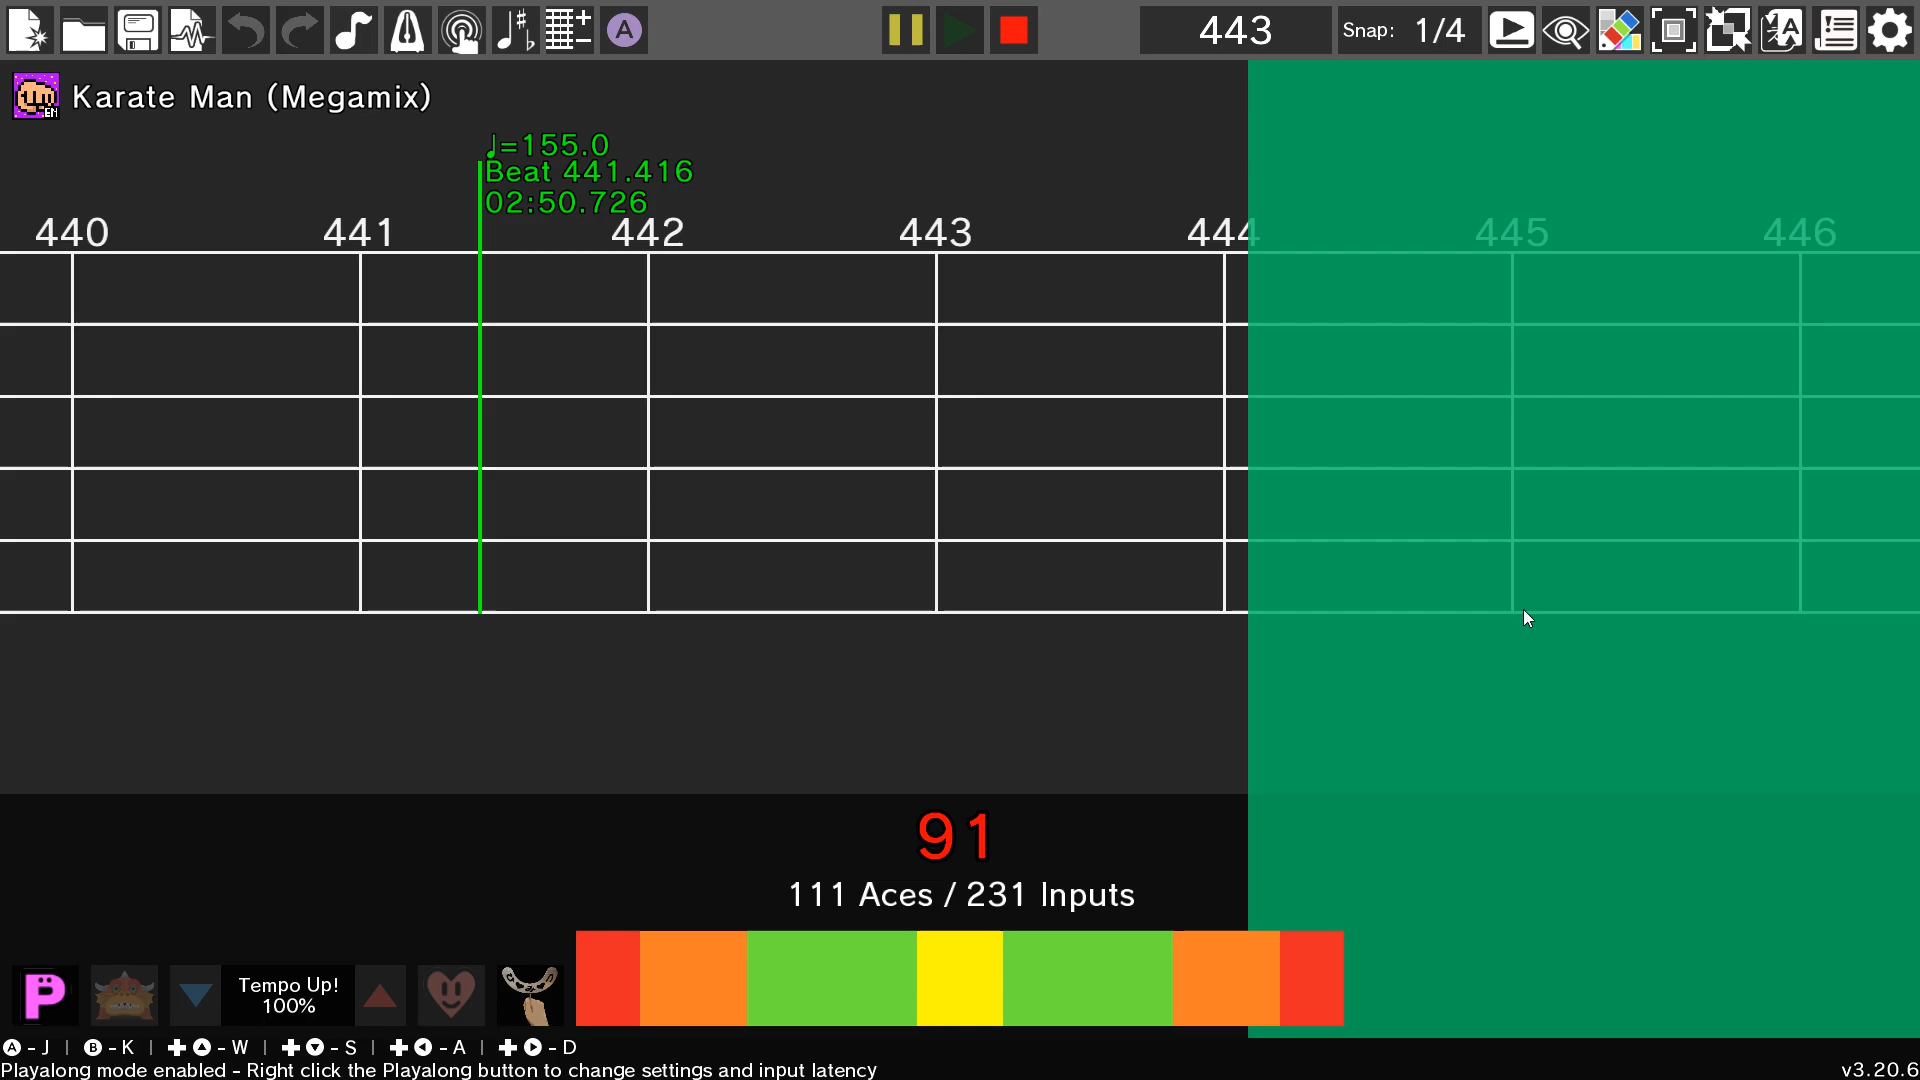 A
443
Snap: 1/4
A
EN
Karate Man (Megamix)
♩=155.0
Beat 441.416
02:50.726
440 441 442 443 444 445 446
91
111 Aces / 231 Inputs
P
Tempo Up!
100%
A - J | B - K | ✚ ▲ - W | ✚ ▼ - S | ✚ ◀ - A | ✚ ▶ - D
Playalong mode enabled - Right click the Playalong button to change settings and input latency
v3.20.6